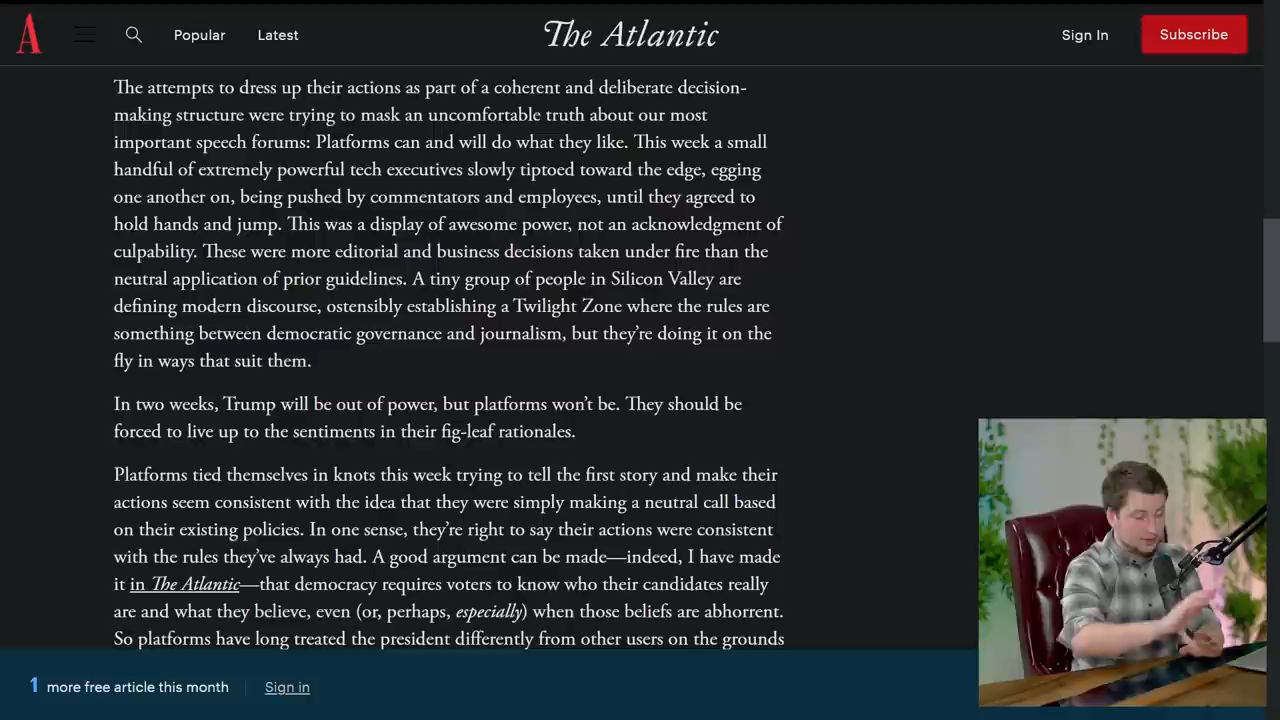 A
Popular
Latest
The Atlantic
Sign In
Subscribe
The attempts to dress up their actions as part of a coherent and deliberate decision-
making structure were trying to mask an uncomfortable truth about our most
important speech forums: Platforms can and will do what they like. This week a small
handful of extremely powerful tech executives slowly tiptoed toward the edge, egging
one another on, being pushed by commentators and employees, until they agreed to
hold hands and jump. This was a display of awesome power, not an acknowledgment of
culpability. These were more editorial and business decisions taken under fire than the
neutral application of prior guidelines. A tiny group of people in Silicon Valley are
defining modern discourse, ostensibly establishing a Twilight Zone where the rules are
something between democratic governance and journalism, but they’re doing it on the
fly in ways that suit them.
In two weeks, Trump will be out of power, but platforms won’t be. They should be
forced to live up to the sentiments in their fig-leaf rationales.
Platforms tied themselves in knots this week trying to tell the first story and make their
actions seem consistent with the idea that they were simply making a neutral call based
on their existing policies. In one sense, they’re right to say their actions were consistent
with the rules they’ve always had. A good argument can be made—indeed, I have made
it in The Atlantic—that democracy requires voters to know who their candidates really
are and what they believe, even (or, perhaps, especially) when those beliefs are abhorrent.
So platforms have long treated the president differently from other users on the grounds
1 more free article this month
Sign in